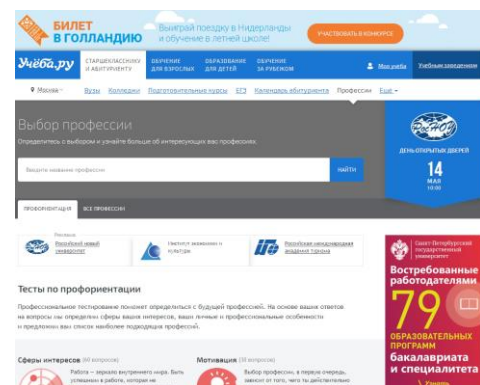 БИЛЕТ
В ГОЛЛАНДИЮ
Выиграй поездку в Нидерланды
и обучение в летней школе!
УЧАСТВОВАТЬ В КОНКУРСЕ
Учёба.ру
СТАРШЕКЛАССНИКУ
И АБИТУРИЕНТУ
ОБУЧЕНИЕ
ДЛЯ ВЗРОСЛЫХ
ОБРАЗОВАНИЕ
ДЛЯ ДЕТЕЙ
ОБУЧЕНИЕ
ЗА РУБЕЖОМ
Моя учёба
Учебным заведениям
Москва
Вузы Колледжи Подготовительные курсы ЕГЭ Календарь абитуриента Профессии Ещё
Выбор профессии
Определитесь с выбором и узнайте больше об интересующих вас профессиях.
Введите название профессии
НАЙТИ
РосНОУ
ДЕНЬ ОТКРЫТЫХ ДВЕРЕЙ
14
МАЯ
10:00
ПРОФОРИЕНТАЦИЯ
ВСЕ ПРОФЕССИИ
Реклама
Российский новый
университет
Институт экономики и
культуры
Российская международная
академия туризма
Тесты по профориентации
Профессиональное тестирование поможет определиться с будущей профессией. На основе ваших ответов
на вопросы мы определим сферы ваших интересов, ваши личные и профессиональные особенности
и предложим вам список наиболее подходящих профессий.
Сферы интересов
Работа — зеркало внутреннего мира. Быть
успешным в работе, которая не
Мотивация
Выбор профессии, в первую очередь,
зависит от того, что ты действительно
Санкт-Петербургский
государственный
университет
Востребованные
работодателями
79
ОБРАЗОВАТЕЛЬНЫХ
ПРОГРАММ
бакалавриата
и специалитета
Узнать